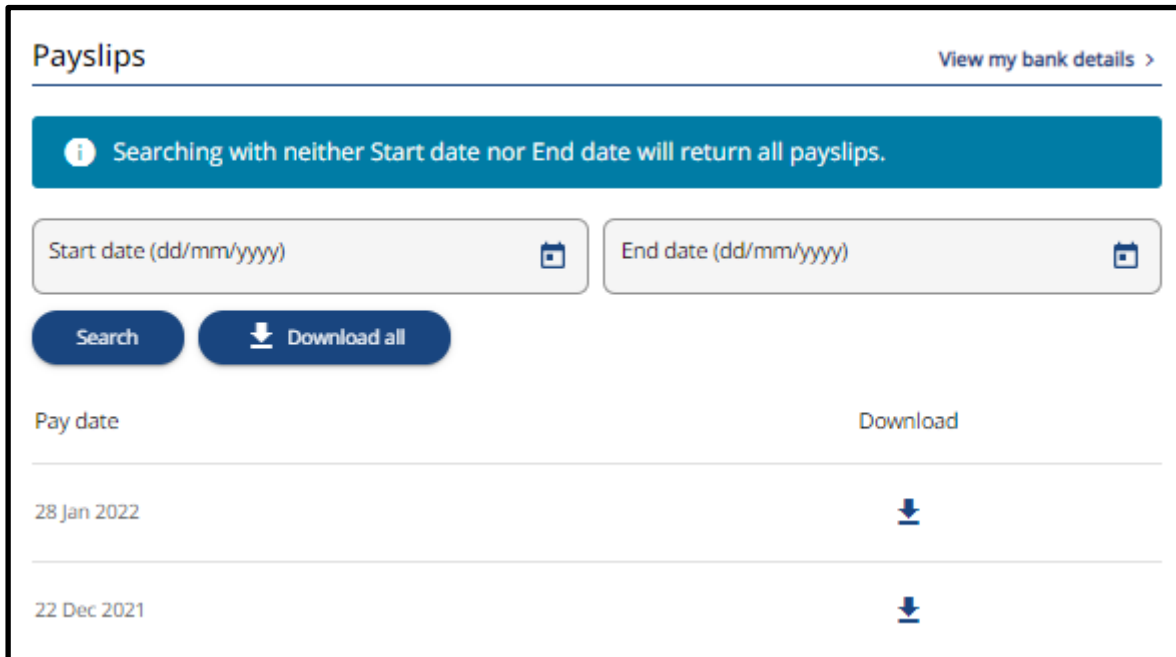 Payslips
View my bank details >
Searching with neither Start date nor End date will return all payslips.
Start date (dd/mm/yyyy)
End date (dd/mm/yyyy)
Search
Download all
Pay date
Download
28 Jan 2022
22 Dec 2021